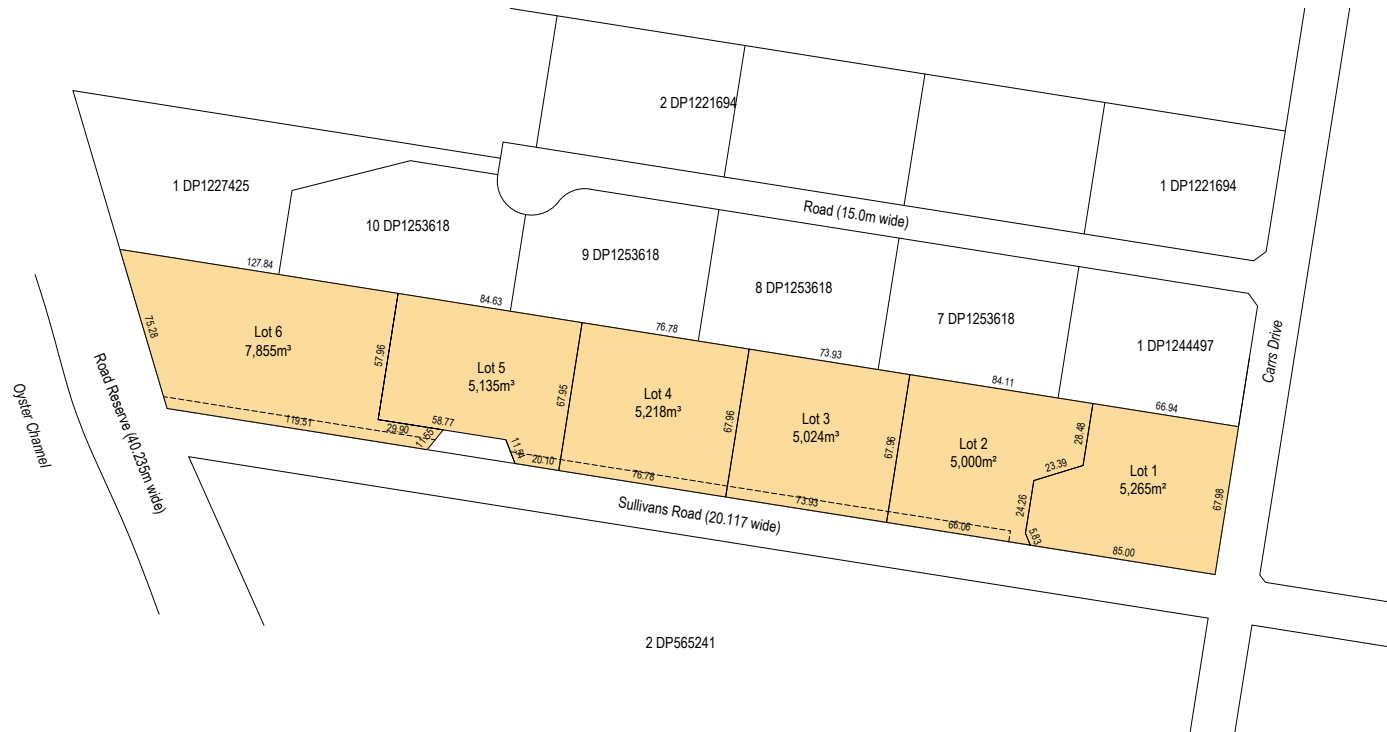 2 DP1221694
1 DP1221694
1 DP1227425
Road (15.0m wide)
10 DP1253618
9 DP1253618
8 DP1253618
7 DP1253618
1 DP1244497
Carrs Drive
127.84
84.63
76.78
73.93
84.11
66.94
75.28
Lot 6
7,855m³
57.96
Lot 5
5,135m³
67.95
Lot 4
5,218m³
67.96
Lot 3
5,024m³
67.96
Lot 2
5,000m²
28.48
23.39
24.26
5.83
Lot 1
5,265m²
67.98
119.51
29.90
58.77
11.55
11.54
20.10
76.78
73.93
66.06
85.00
Oyster Channel
Road Reserve (40.235m wide)
Sullivans Road (20.117 wide)
2 DP565241